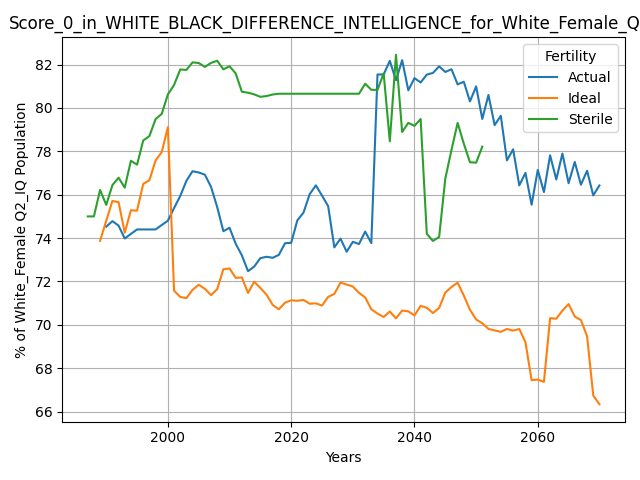 Score_0_in_WHITE_BLACK_DIFFERENCE_INTELLIGENCE_for_White_Female_Q
Fertility
Actual
Ideal
Sterile
% of White_Female Q2_IQ Population
82
80
78
76
74
72
70
68
66
2000
2020
2040
2060
Years